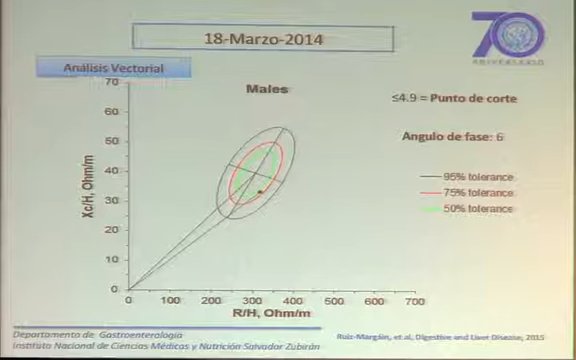 18-Marzo-2014
70
ANIVERSARIO
Análisis Vectorial
Males
≤4.9 = Punto de corte
Angulo de fase: 6
95% tolerance
75% tolerance
50% tolerance
Xc/H, Ohm/m
70
60
50
40
30
20
10
0
0 100 200 300 400 500 600 700
R/H, Ohm/m
Departamento de Gastroenterología
Instituto Nacional de Ciencias Médicas y Nutrición Salvador Zubirán
Ruiz-Margáin, et al, Digestive and Liver Disease, 2015